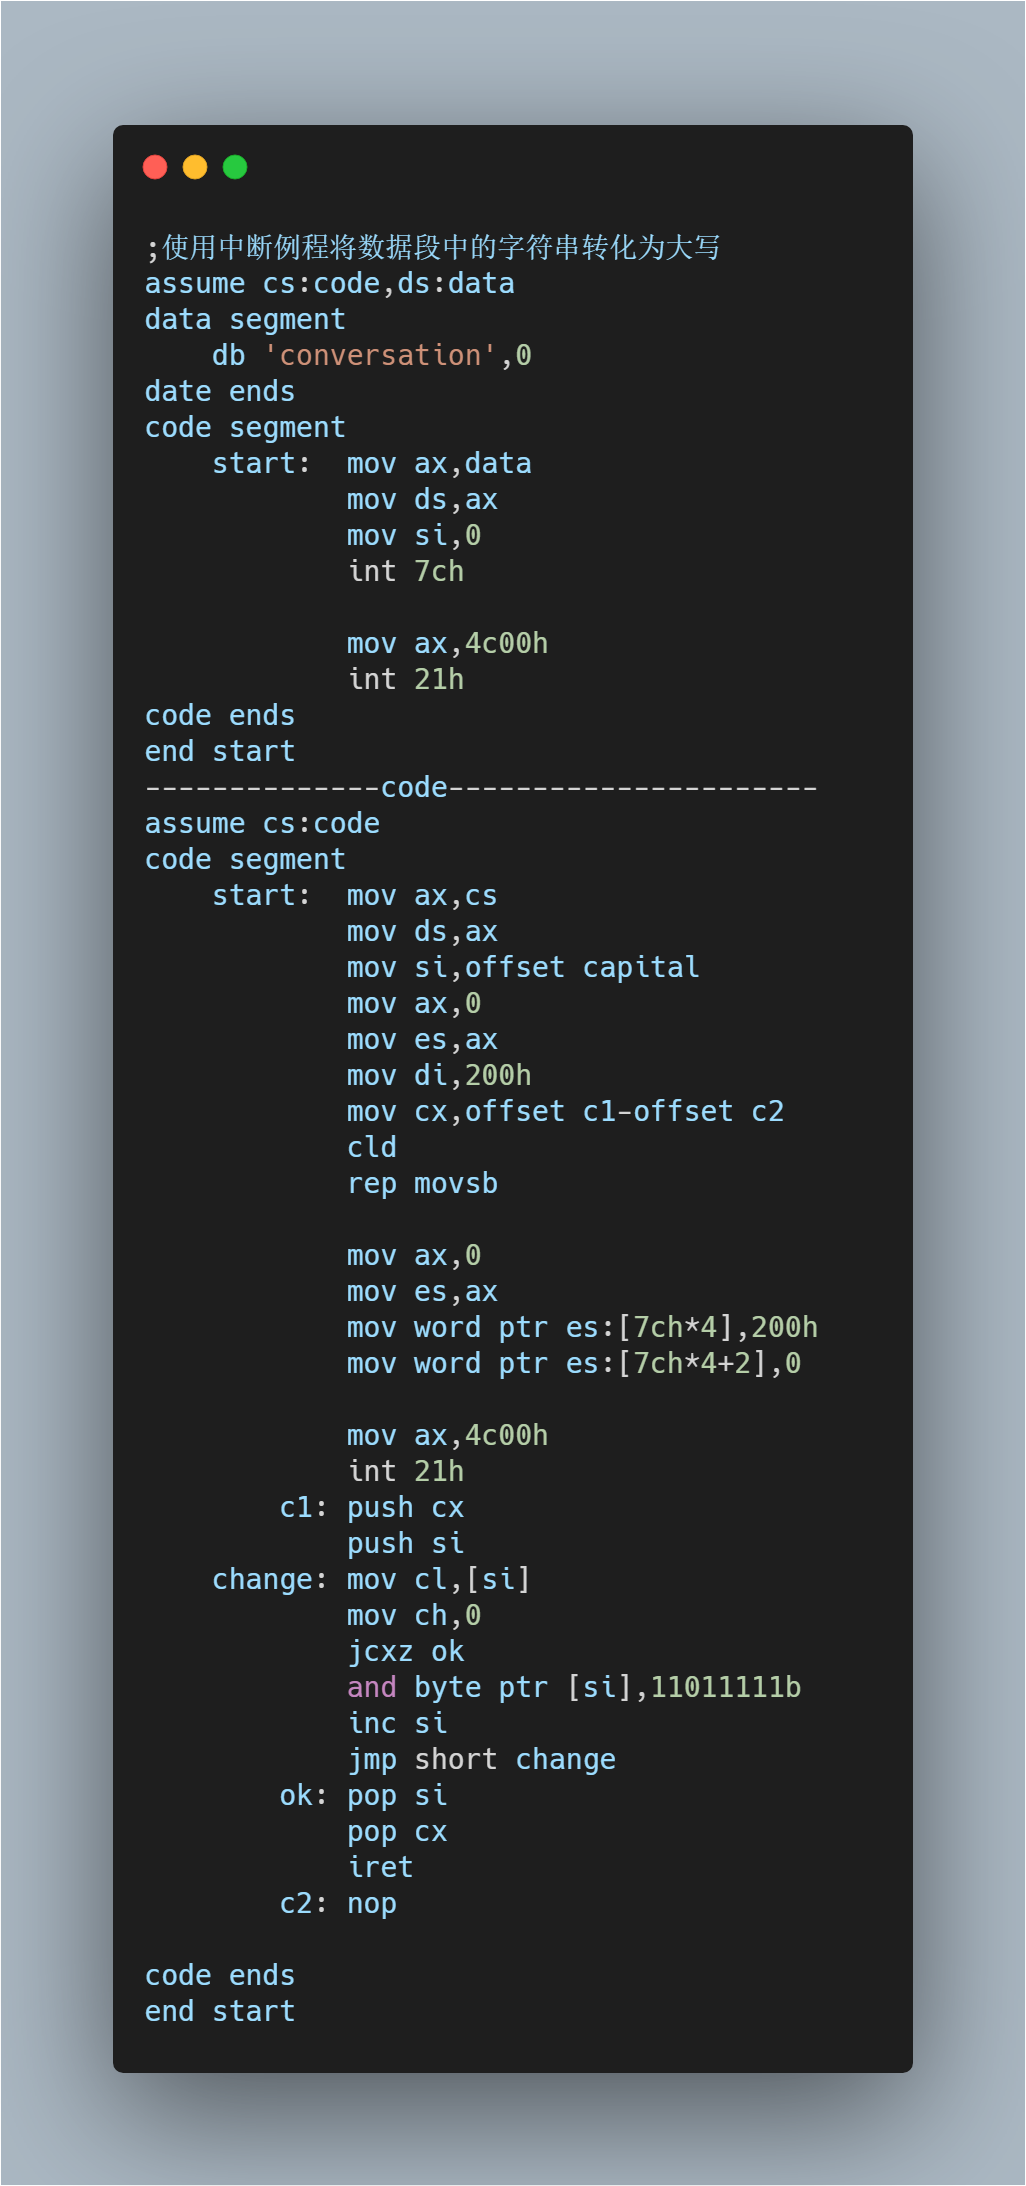 ;使用中断例程将数据段中的字符串转化为大写
assume cs:code,ds:data
data segment
    db 'conversation',0
date ends
code segment
    start:  mov ax,data
            mov ds,ax
            mov si,0
            int 7ch

            mov ax,4c00h
            int 21h
code ends
end start
--------------code----------------------
assume cs:code
code segment
    start:  mov ax,cs
            mov ds,ax
            mov si,offset capital
            mov ax,0
            mov es,ax
            mov di,200h
            mov cx,offset c1-offset c2
            cld
            rep movsb

            mov ax,0
            mov es,ax
            mov word ptr es:[7ch*4],200h
            mov word ptr es:[7ch*4+2],0

            mov ax,4c00h
            int 21h
        c1: push cx
            push si
    change: mov cl,[si]
            mov ch,0
            jcxz ok
            and byte ptr [si],11011111b
            inc si
            jmp short change
        ok: pop si
            pop cx
            iret
        c2: nop

code ends
end start